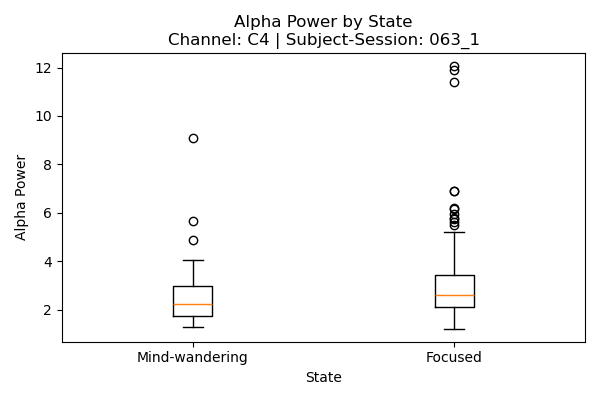 Alpha Power by State
Channel: C4 | Subject-Session: 063_1
12
10
8
6
4
2
Alpha Power
Mind-wandering
Focused
State